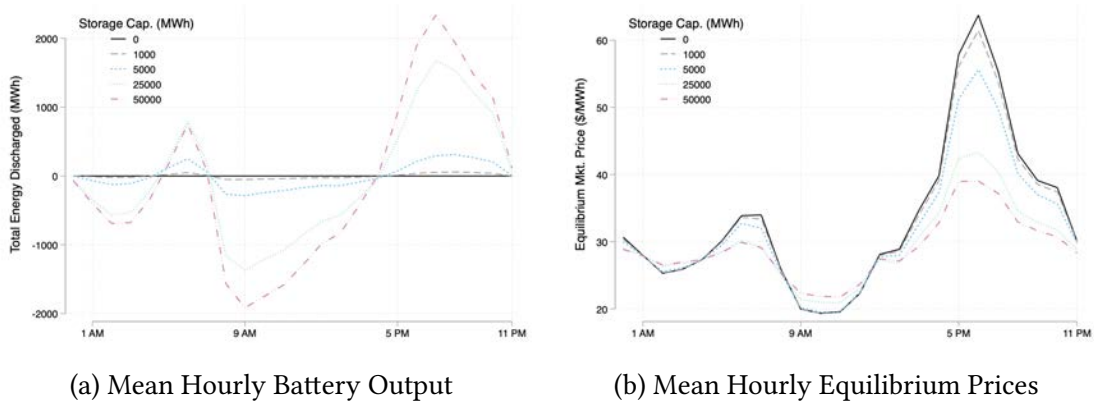 Storage Cap. (MWh)
0
1000
5000
25000
50000
Total Energy Discharged (MWh)
2000
1000
0
-1000
-2000
1 AM
9 AM
5 PM
11 PM
(a) Mean Hourly Battery Output
Storage Cap. (MWh)
0
1000
5000
25000
50000
Equilibrium Mkt. Price ($/MWh)
60
50
40
30
20
1 AM
9 AM
5 PM
11 PM
(b) Mean Hourly Equilibrium Prices